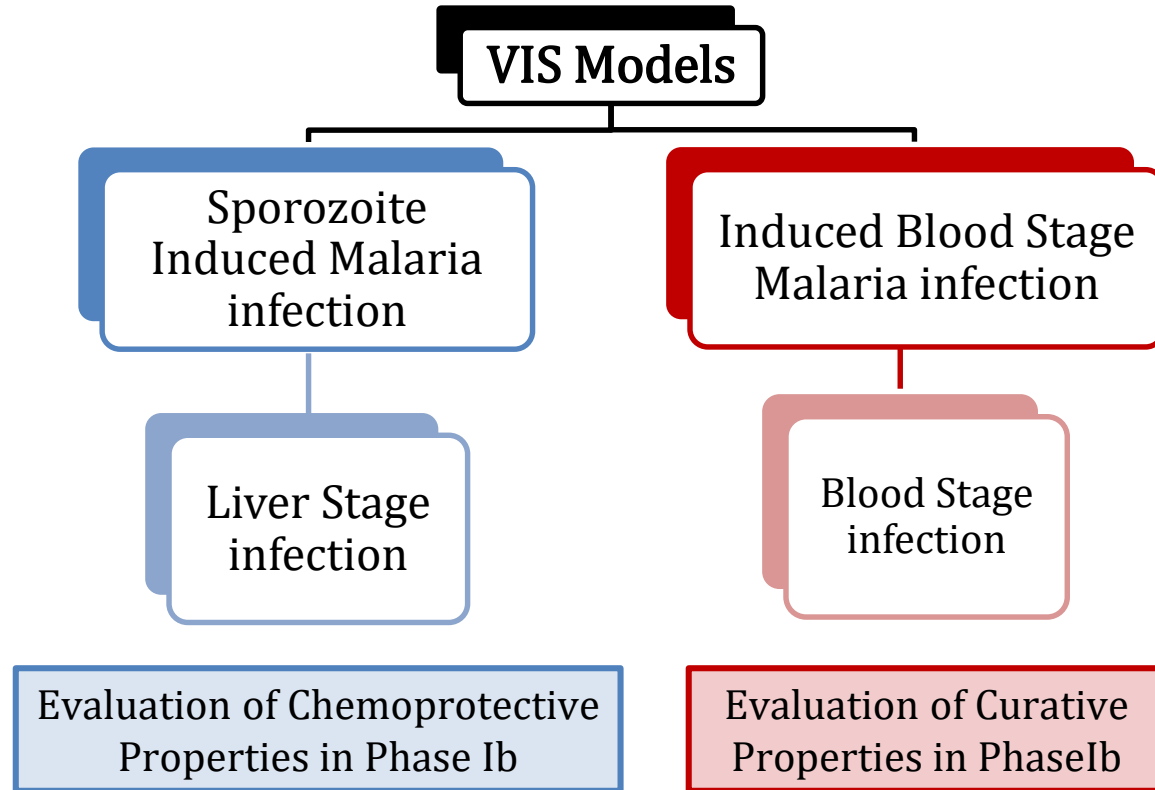 VIS Models
Sporozoite
Induced Malaria
infection
Induced Blood Stage
Malaria infection
Liver Stage
infection
Blood Stage
infection
Evaluation of Chemoprotective
Properties in Phase Ib
Evaluation of Curative
Properties in PhaseIb